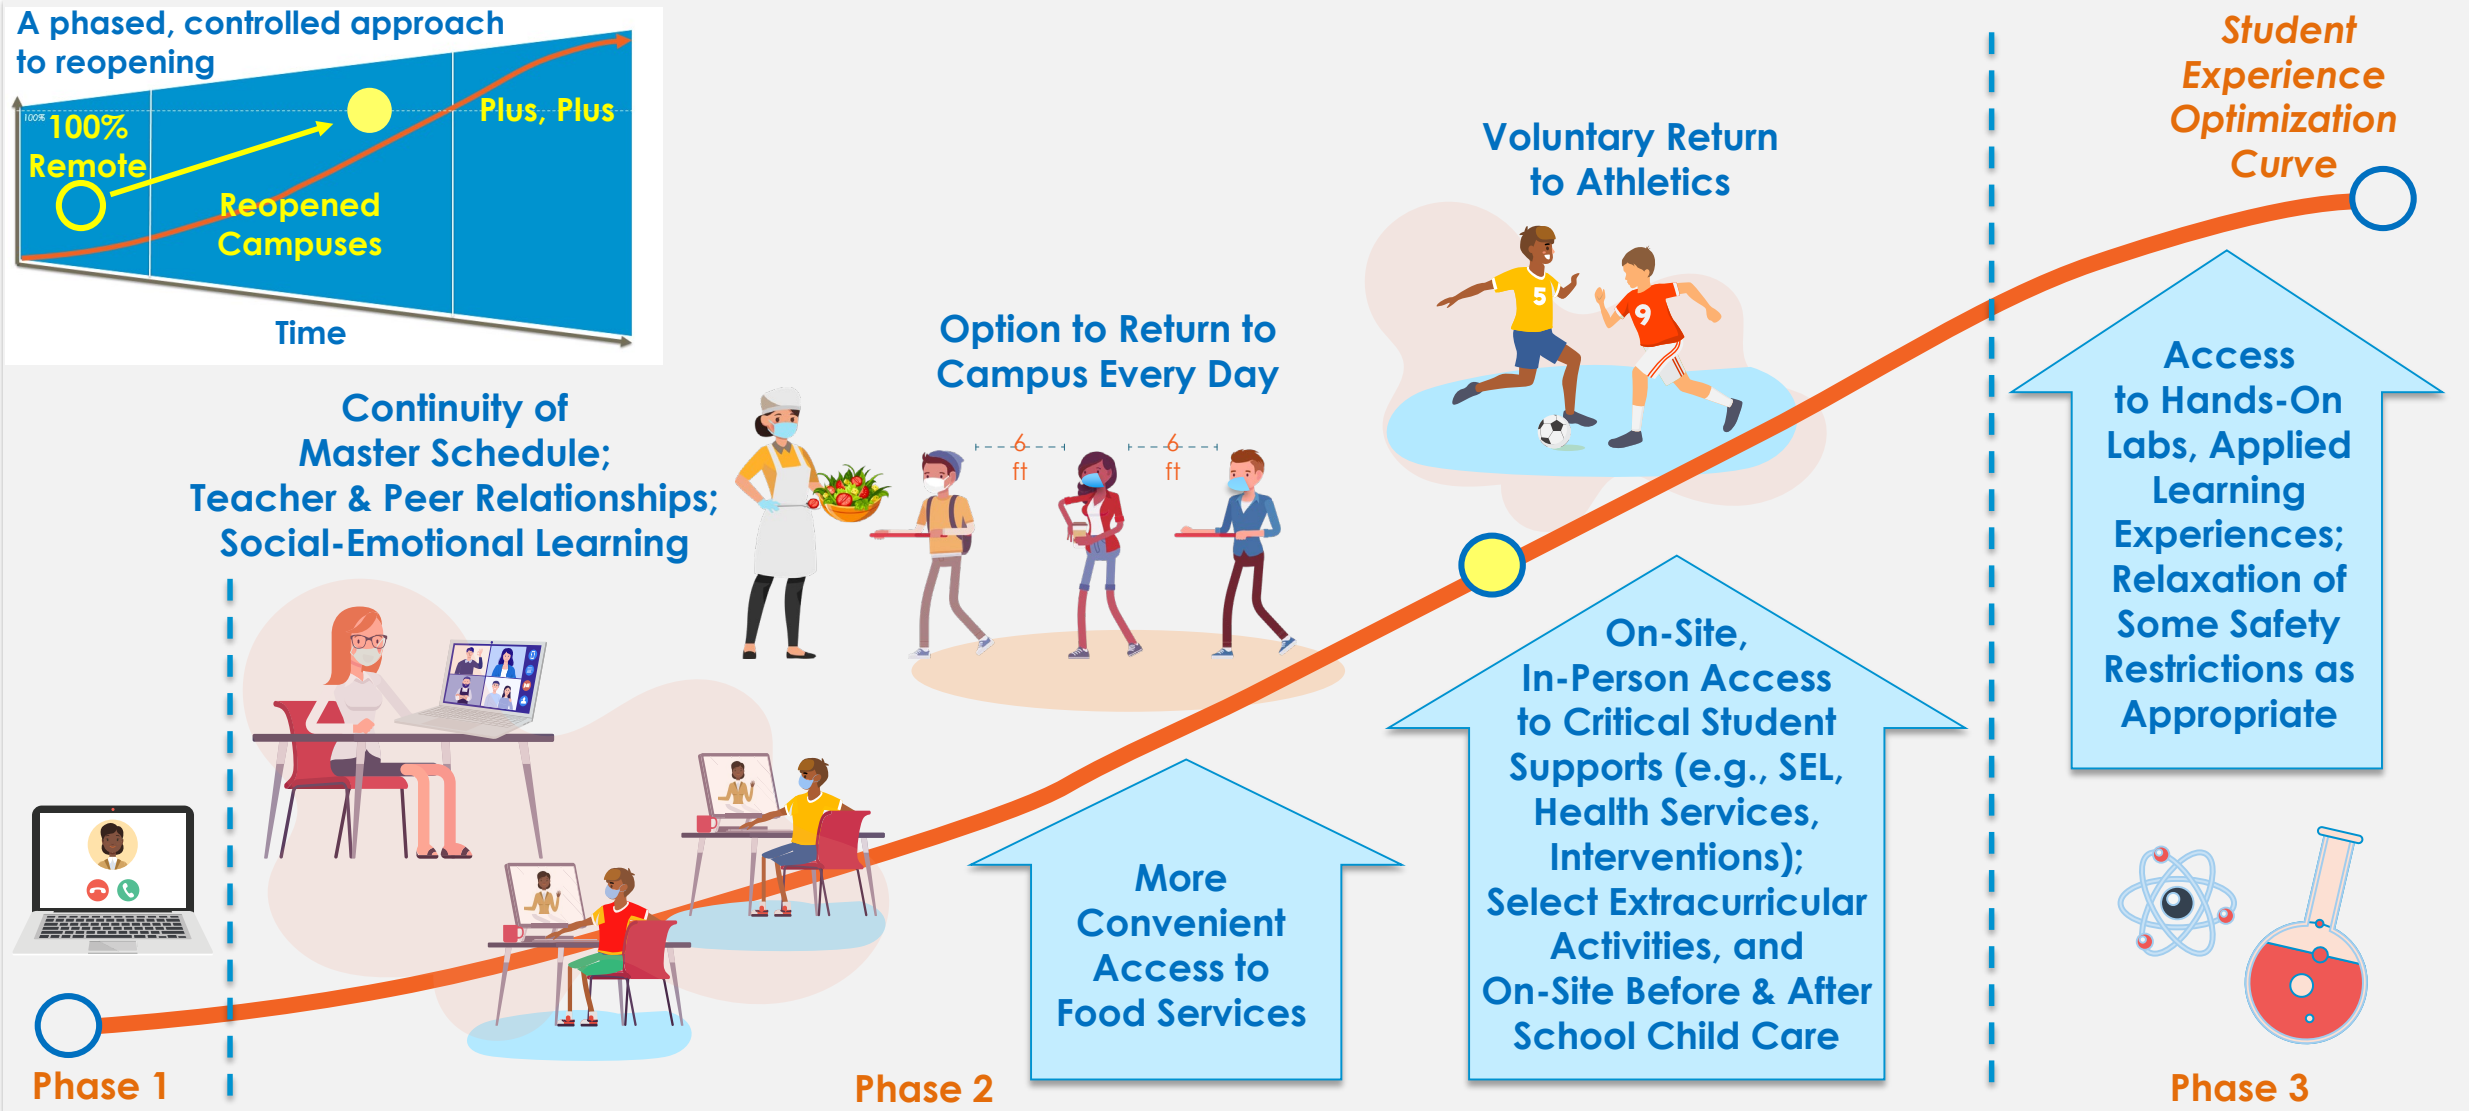 A phased, controlled approach
to reopening
100%
100%
Remote
Plus, Plus
Reopened
Campuses
Time
Student
Experience
Optimization
Curve
Voluntary Return
to Athletics
5
9
Option to Return to
Campus Every Day
6
ft
6
ft
Continuity of
Master Schedule;
Teacher & Peer Relationships;
Social-Emotional Learning
More
Convenient
Access to
Food Services
On-Site,
In-Person Access
to Critical Student
Supports (e.g., SEL,
Health Services,
Interventions);
Select Extracurricular
Activities, and
On-Site Before & After
School Child Care
Access
to Hands-On
Labs, Applied
Learning
Experiences;
Relaxation of
Some Safety
Restrictions as
Appropriate
Phase 1
Phase 2
Phase 3